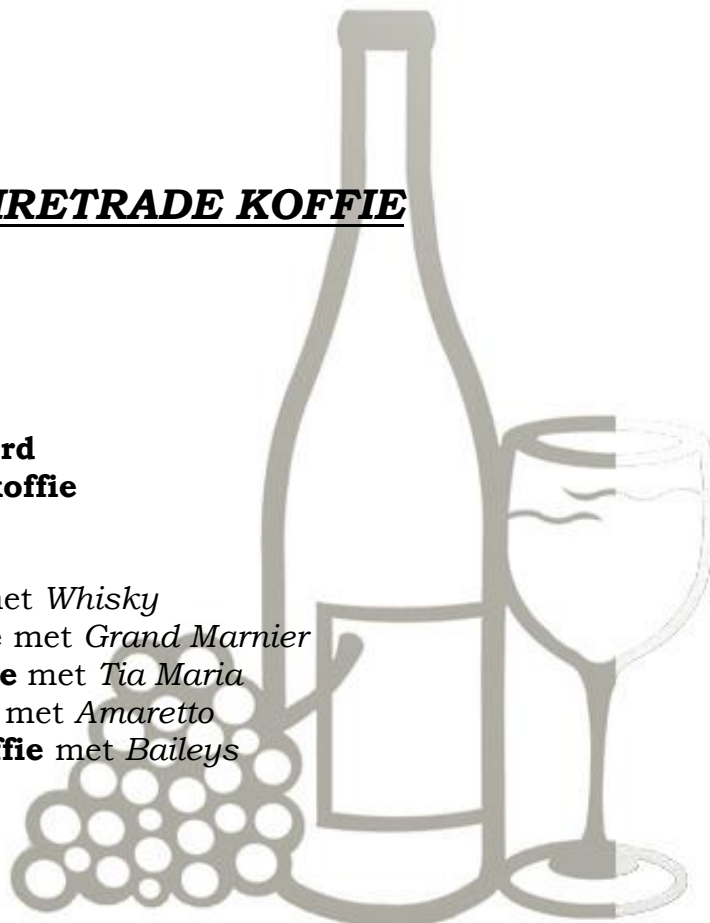 IRETRADE KOFFIE
rd
koffie
net Whisky
e met Grand Marnier
e met Tia Maria
met Amaretto
ffie met Baileys